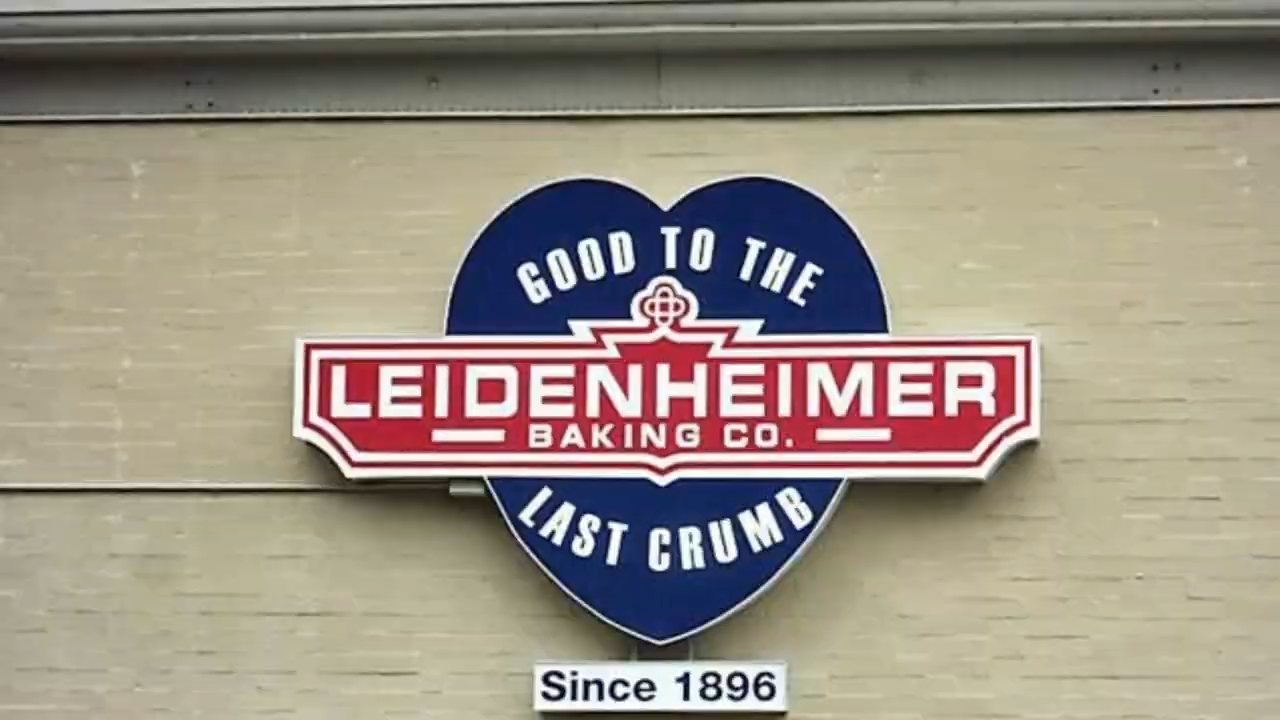 GOOD TO THE
LEIDENHEIMER
BAKING CO.
LAST CRUMB
Since 1896